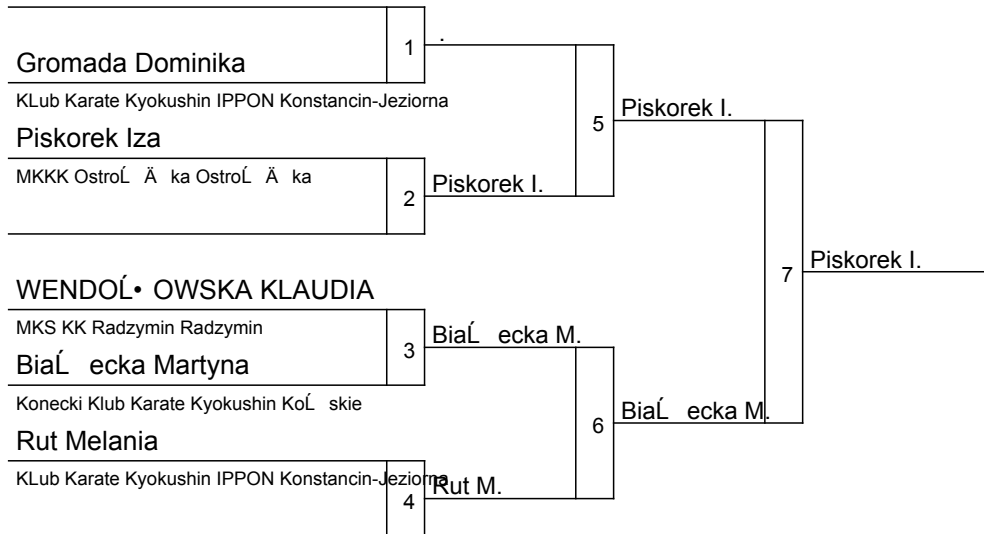 Gromada Dominika
KLub Karate Kyokushin IPPON Konstancin-Jeziorna
Piskorek Iza
MKKK OstroĹ Ä ka OstroĹ Ä ka
WENDOĹ• OWSKA KLAUDIA
MKS KK Radzymin Radzymin
BiaĹ ecka Martyna
Konecki Klub Karate Kyokushin KoĹ skie
Rut Melania
KLub Karate Kyokushin IPPON Konstancin-Jeziorna
1
.
2
Piskorek I.
3
BiaĹ ecka M.
4
Rut M.
5
Piskorek I.
6
BiaĹ ecka M.
7
Piskorek I.